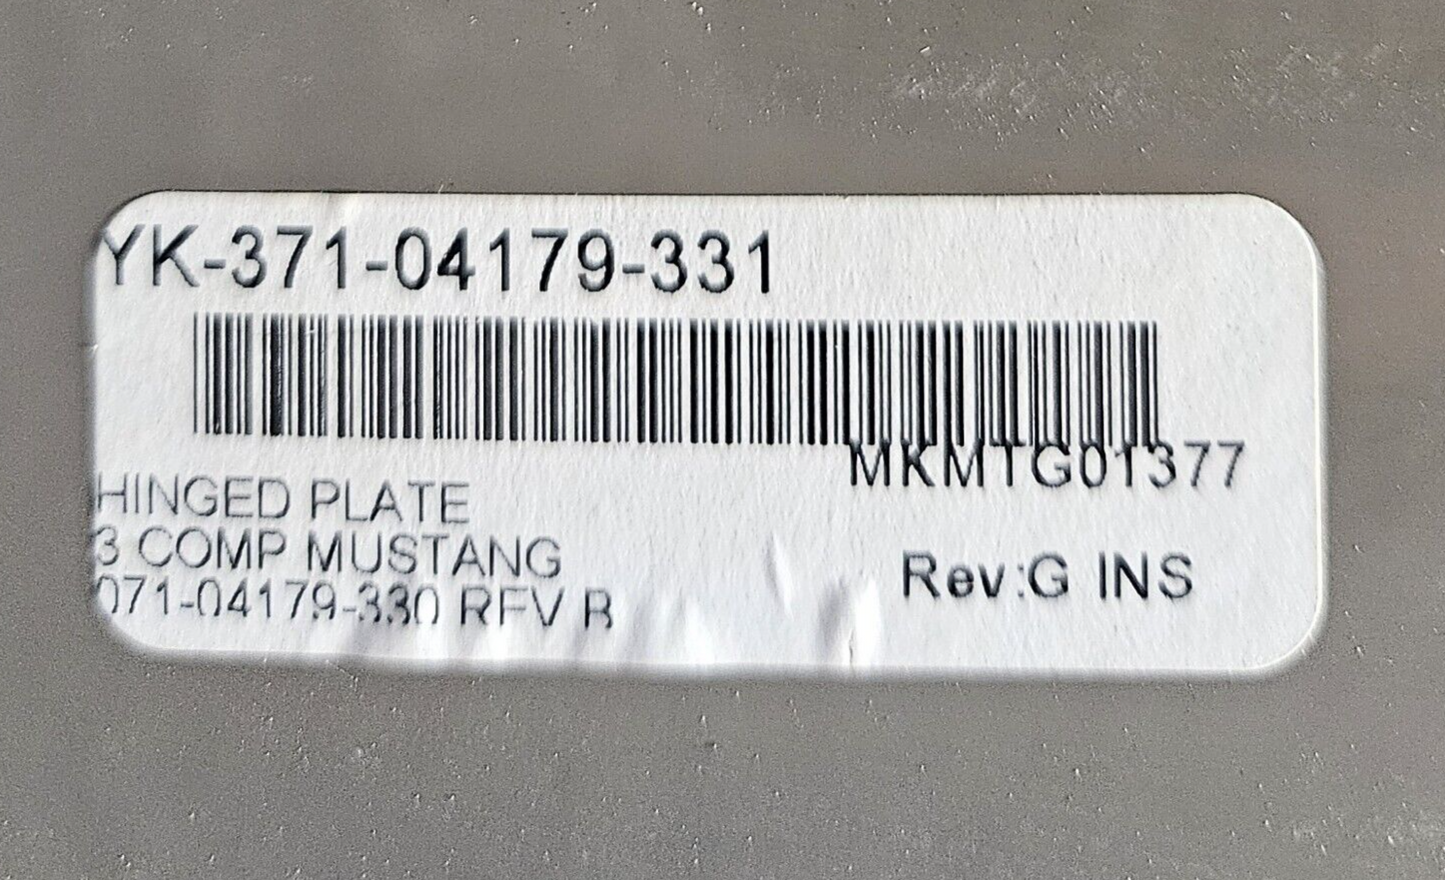 YK-371-04179-331
MKMTG01377
HINGED PLATE
3 COMP MUSTANG
Rev:G INS
071-04179-330 REV B